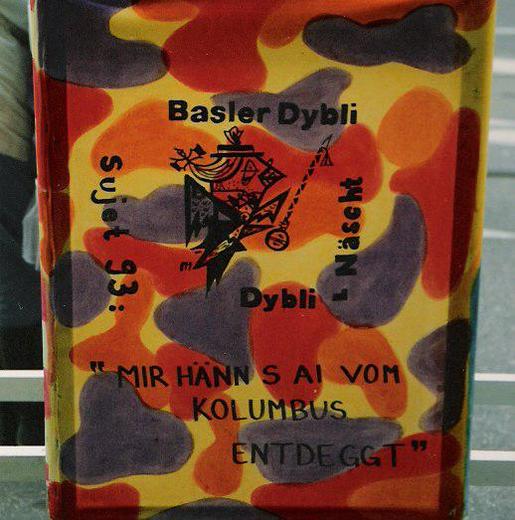 Basler Dybli
Sujet 93:
Näscht
Dybli
"MIR HÄNN S AI VOM
KOLUMBUS
ENTDEGGT"